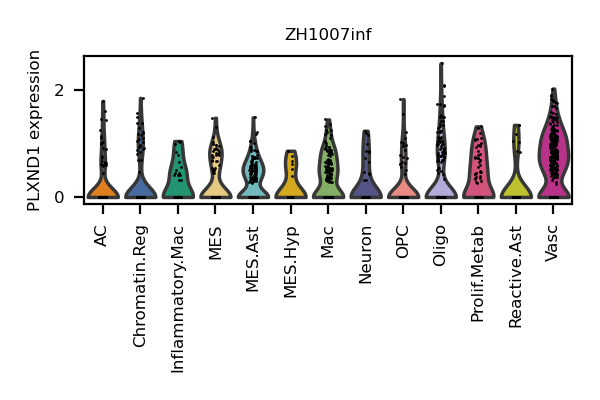 ZH1007inf
PLXND1 expression
2
0
AC
Chromatin.Reg
Inflammatory.Mac
MES
MES.Ast
MES.Hyp
Mac
Neuron
OPC
Oligo
Prolif.Metab
Reactive.Ast
Vasc